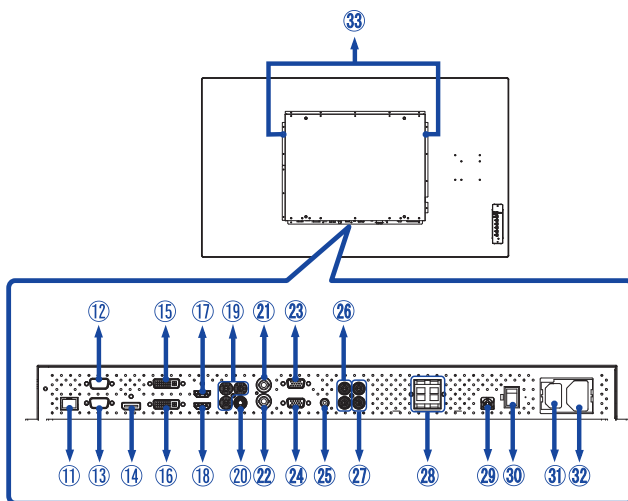 ㉝
⑫ ⑮ ⑰ ⑲ ㉑ ㉓ ㉖
⑪ ⑬ ⑭ ⑯ ⑱ ⑳ ㉒ ㉔ ㉕ ㉗ ㉘ ㉙ ㉚ ㉛ ㉜